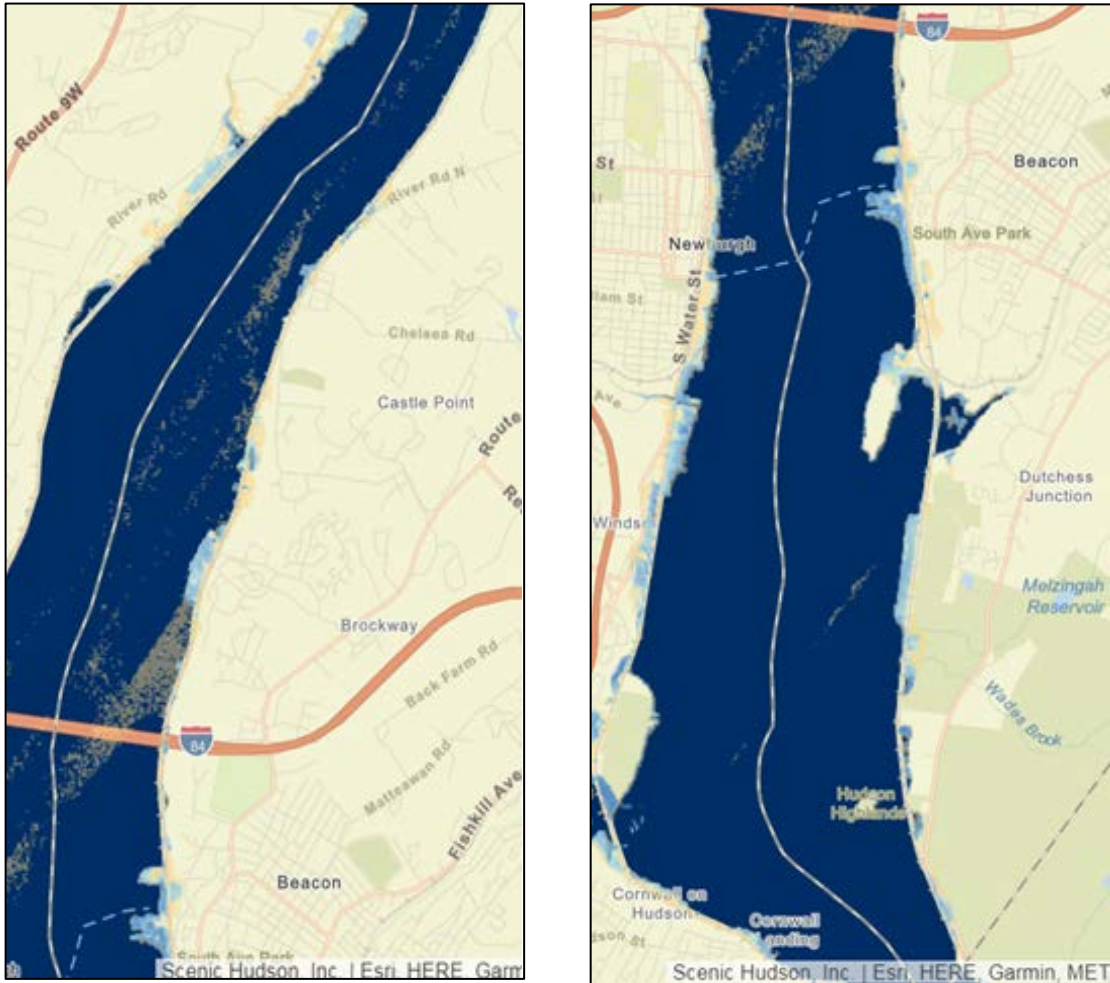 Route 9W
River Rd
River Rd N
Chelsea Rd
Castle Point
Route
Brockway
Back Farm Rd
84
Matteawan Rd
Fishkill Ave
Beacon
South Ave Park
Scenic Hudson, Inc. | Esri, HERE, Garm
84
Beacon
St
South Ave Park
Newburgh
S Water St
Ave
Dutchess
Junction
Winds
Melzingah
Reservoir
Wades Brook
Hudson
Highlands
Cornwall on
Hudson
Cornwall
anding
dson St
Scenic Hudson, Inc. | Esri, HERE, Garmin, MET